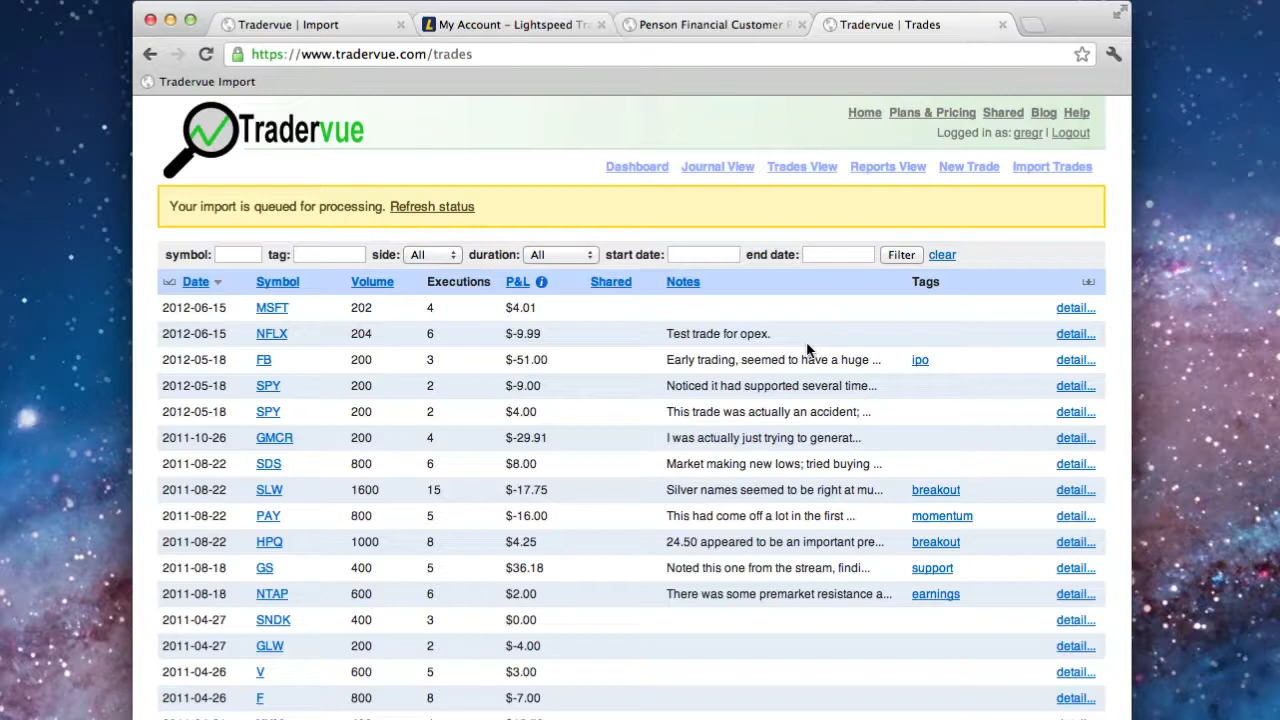 Tradervue | Import
My Account - Lightspeed Tr
Penson Financial Customer
Tradervue | Trades
https://www.tradervue.com/trades
Tradervue Import
Tradervue
Home Plans & Pricing Shared Blog Help
Logged in as: gregr | Logout
Dashboard Journal View Trades View Reports View New Trade Import Trades
Your import is queued for processing. Refresh status
symbol: tag: side: All duration: All start date: end date: Filter clear
Date Symbol Volume Executions P&L i Shared Notes Tags
2012-06-15 MSFT 202 4 $4.01 detail...
2012-06-15 NFLX 204 6 $-9.99 Test trade for opex. detail...
2012-05-18 FB 200 3 $-51.00 Early trading, seemed to have a huge ... ipo detail...
2012-05-18 SPY 200 2 $-9.00 Noticed it had supported several time... detail...
2012-05-18 SPY 200 2 $4.00 This trade was actually an accident; ... detail...
2011-10-26 GMCR 200 4 $-29.91 I was actually just trying to generat... detail...
2011-08-22 SDS 800 6 $8.00 Market making new lows; tried buying ... detail...
2011-08-22 SLW 1600 15 $-17.75 Silver names seemed to be right at mu... breakout detail...
2011-08-22 PAY 800 5 $-16.00 This had come off a lot in the first ... momentum detail...
2011-08-22 HPQ 1000 8 $4.25 24.50 appeared to be an important pre... breakout detail...
2011-08-18 GS 400 5 $36.18 Noted this one from the stream, findi... support detail...
2011-08-18 NTAP 600 6 $2.00 There was some premarket resistance a... earnings detail...
2011-04-27 SNDK 400 3 $0.00 detail...
2011-04-27 GLW 200 2 $-4.00 detail...
2011-04-26 V 600 5 $3.00 detail...
2011-04-26 F 800 8 $-7.00 detail...